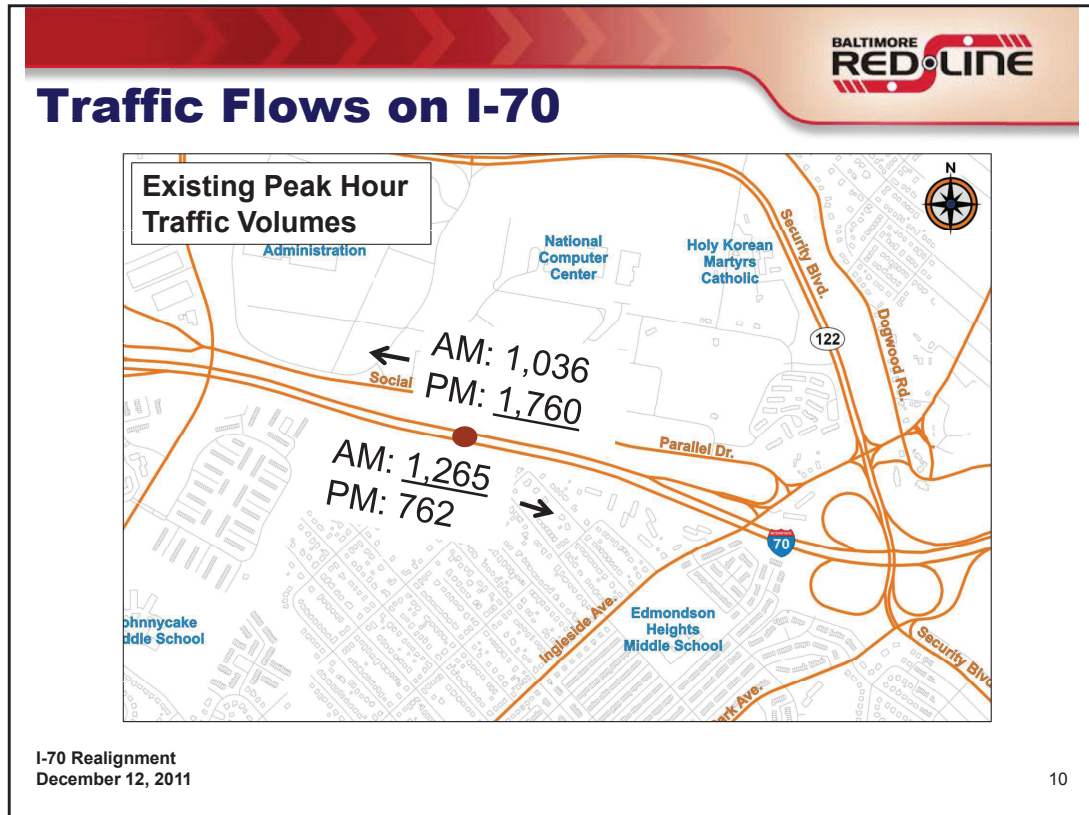 BALTIMORE
RED LINE
Traffic Flows on I-70
Existing Peak Hour
Traffic Volumes
Administration
National
Computer
Center
Holy Korean
Martyrs
Catholic
N
Security Blvd.
122
Dogwood Rd.
AM: 1,036
PM: 1,760
Social
Parallel Dr.
AM: 1,265
PM: 762
INTERSTATE
70
Ingleside Ave.
Edmondson
Heights
Middle School
ohnnycake
ddle School
Security Blvd
ark Ave.
I-70 Realignment
December 12, 2011
10